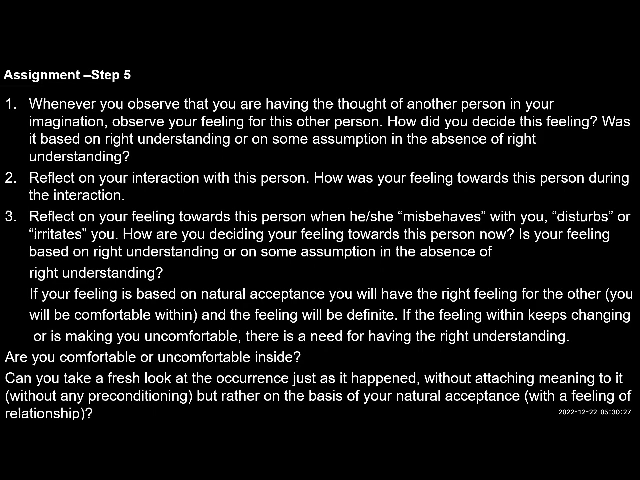 Assignment –Step 5
1. Whenever you observe that you are having the thought of another person in your
imagination, observe your feeling for this other person. How did you decide this feeling? Was
it based on right understanding or on some assumption in the absence of right
understanding?
2. Reflect on your interaction with this person. How was your feeling towards this person during
the interaction.
3. Reflect on your feeling towards this person when he/she “misbehaves” with you, “disturbs” or
“irritates” you. How are you deciding your feeling towards this person now? Is your feeling
based on right understanding or on some assumption in the absence of
right understanding?
If your feeling is based on natural acceptance you will have the right feeling for the other (you
will be comfortable within) and the feeling will be definite. If the feeling within keeps changing
or is making you uncomfortable, there is a need for having the right understanding.
Are you comfortable or uncomfortable inside?
Can you take a fresh look at the occurrence just as it happened, without attaching meaning to it
(without any preconditioning) but rather on the basis of your natural acceptance (with a feeling of
relationship)?
2022-12-22 05:30:27